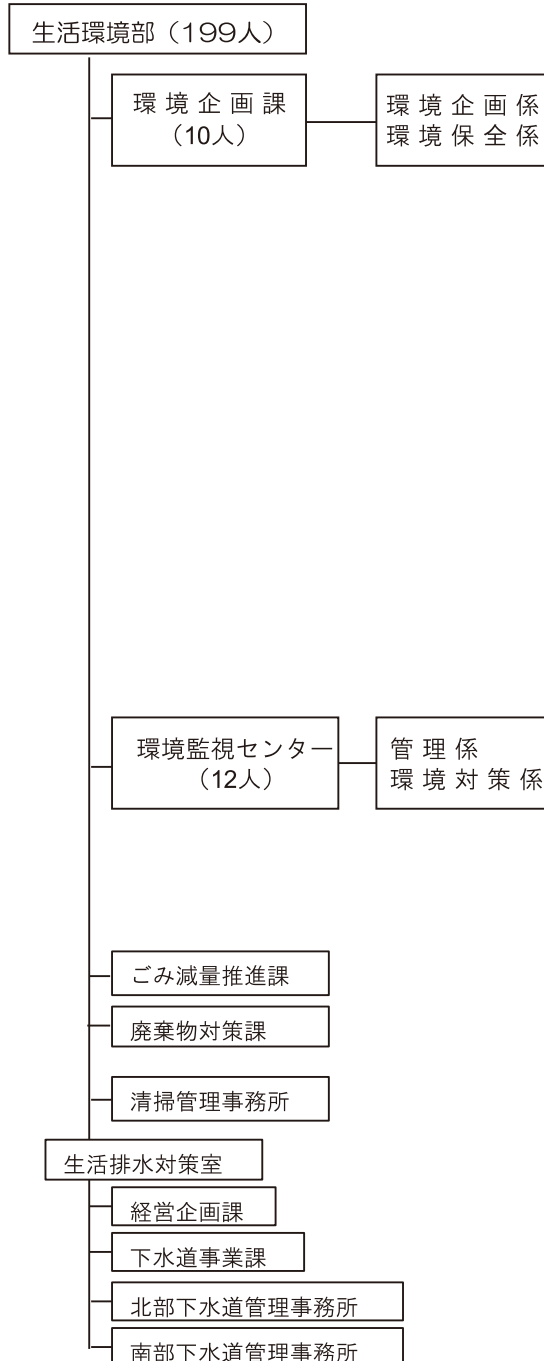 生活環境部（199人）
環境企画課
（10人）
環境企画係
環境保全係
環境監視センター
（12人）
管理係
環境対策係
ごみ減量推進課
廃棄物対策課
清掃管理事務所
生活排水対策室
経営企画課
下水道事業課
北部下水道管理事務所
南部下水道管理事務所